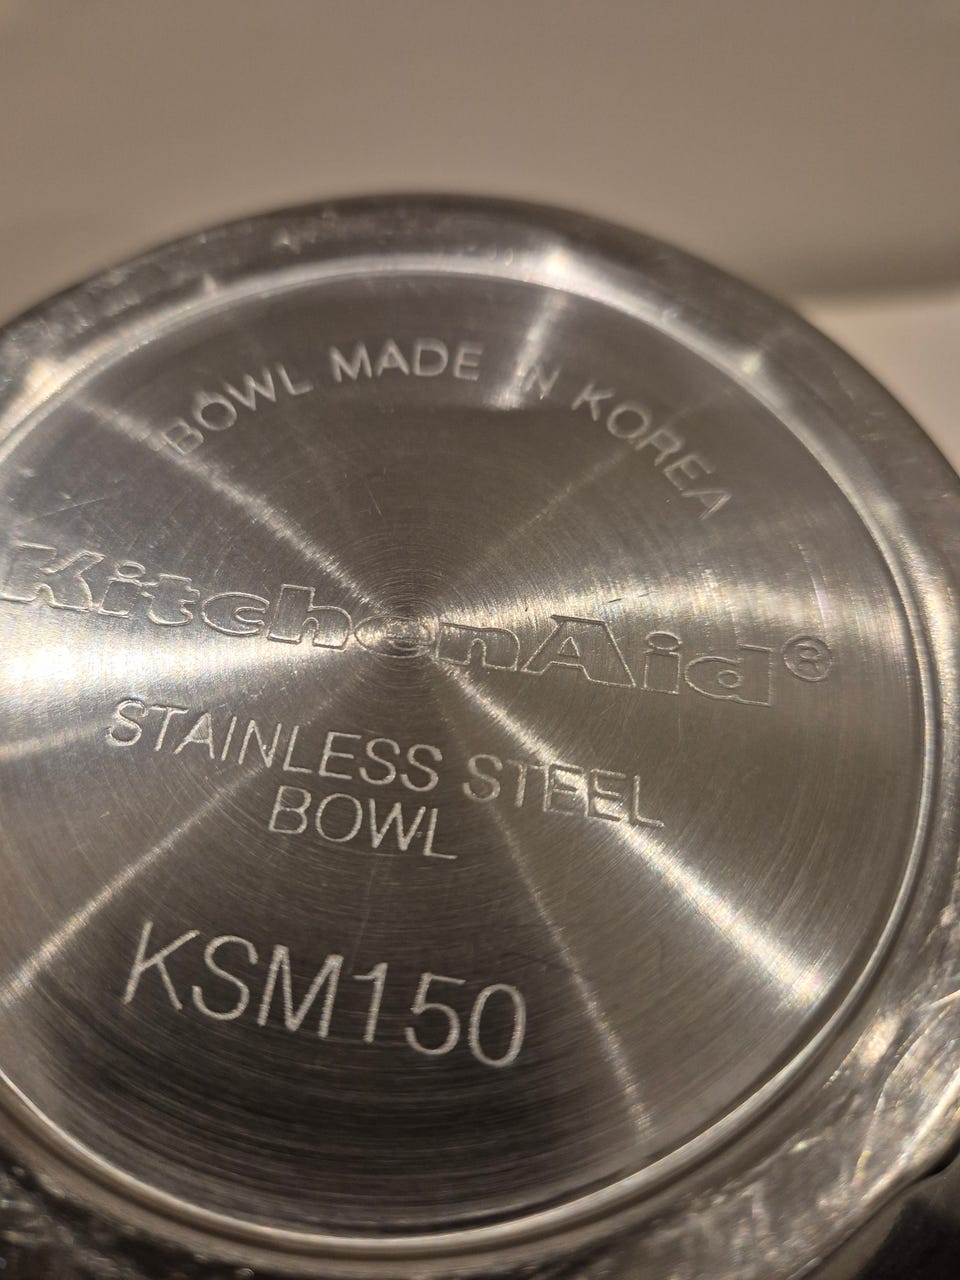 BOWL MADE IN KOREA
KitchenAid®
STAINLESS STEEL
BOWL
KSM150